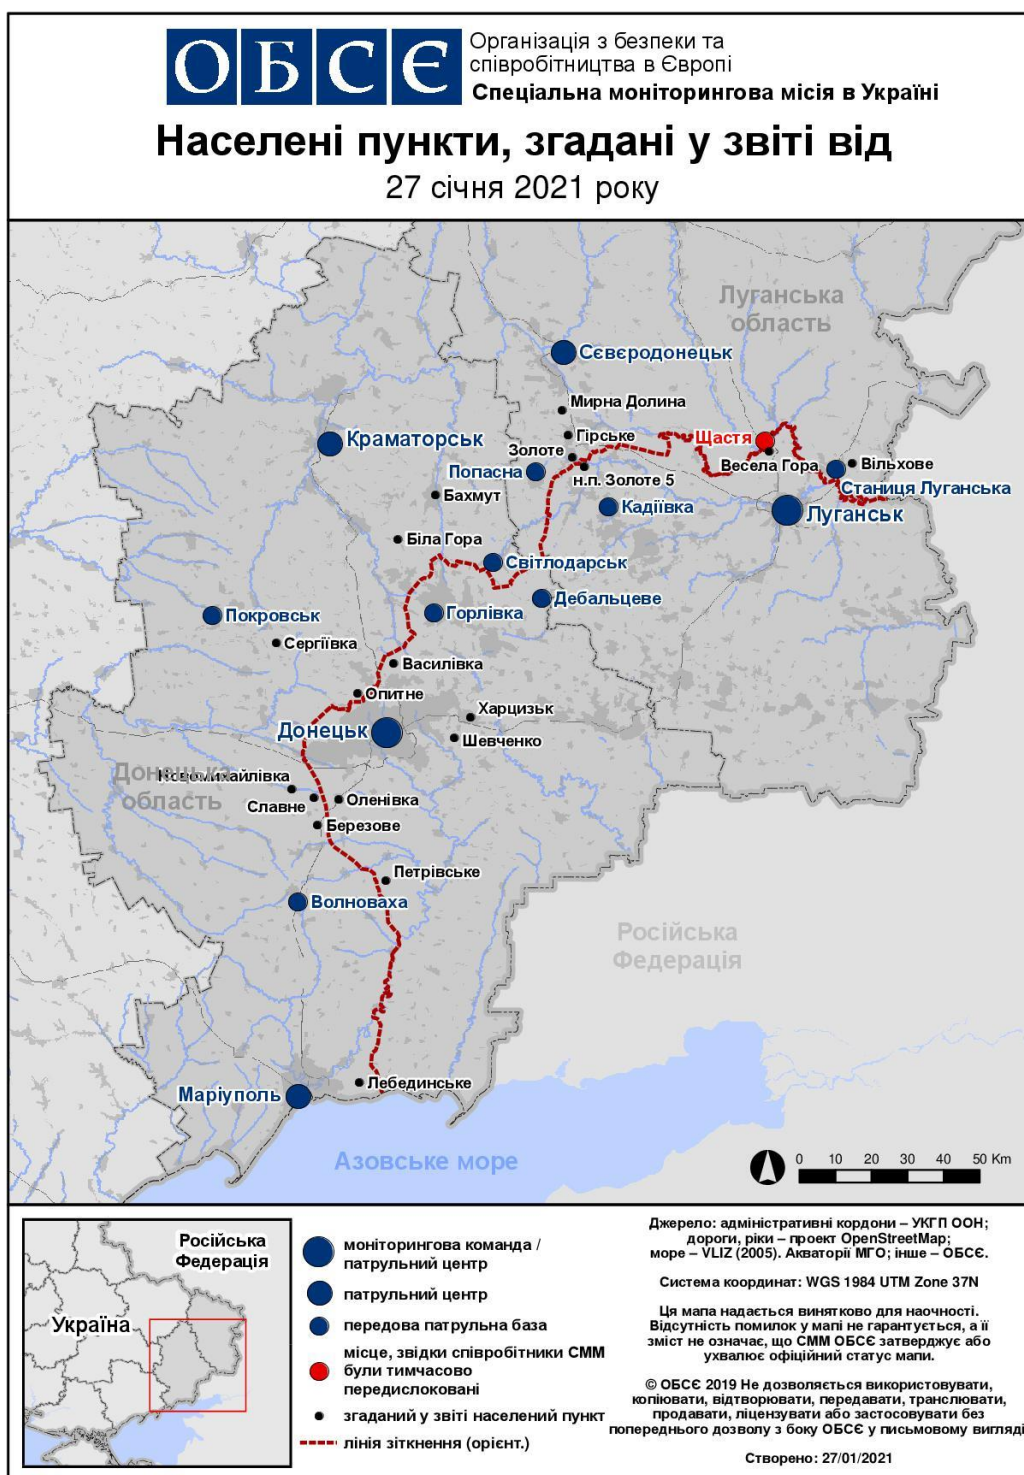 ОБСЄ
Організація з безпеки та
співробітництва в Європі
Спеціальна моніторингова місія в Україні
Населені пункти, згадані у звіті від
27 січня 2021 року
Луганська
область
Сєвєродонецьк
Мирна Долина
Гірське
Щастя
Краматорськ
Золоте
Весела Гора
Вільхове
Попасна
н.п. Золоте 5
Станиця Луганська
Бахмут
Кадіївка
Луганськ
Біла Гора
Світлодарськ
Дебальцеве
Горлівка
Покровськ
Сергіївка
Василівка
Опитне
Харцизьк
Донецьк
Шевченко
Донецька
область
Новомихайлівка
Славне
Оленівка
Березове
Петрівське
Волноваха
Російська
Федерація
Лебединське
Маріуполь
Азовське море
0 10 20 30 40 50 Km
Російська
Федерація
Україна
моніторингова команда /
патрульний центр
патрульний центр
передова патрульна база
місце, звідки співробітники СММ
були тимчасово
передислоковані
згаданий у звіті населений пункт
лінія зіткнення (орієнт.)
Джерело: адміністративні кордони – УКГП ООН;
дороги, ріки – проект OpenStreetMap;
море – VLIZ (2005). Акваторії МГО; інше – ОБСЄ.
Система координат: WGS 1984 UTM Zone 37N
Ця мапа надається винятково для наочності.
Відсутність помилок у мапі не гарантується, а її
зміст не означає, що СММ ОБСЄ затверджує або
ухвалює офіційний статус мапи.
© ОБСЄ 2019 Не дозволяється використовувати,
копіювати, відтворювати, передавати, транслювати,
продавати, ліцензувати або застосовувати без
попереднього дозволу з боку ОБСЄ у письмовому вигляді
Створено: 27/01/2021